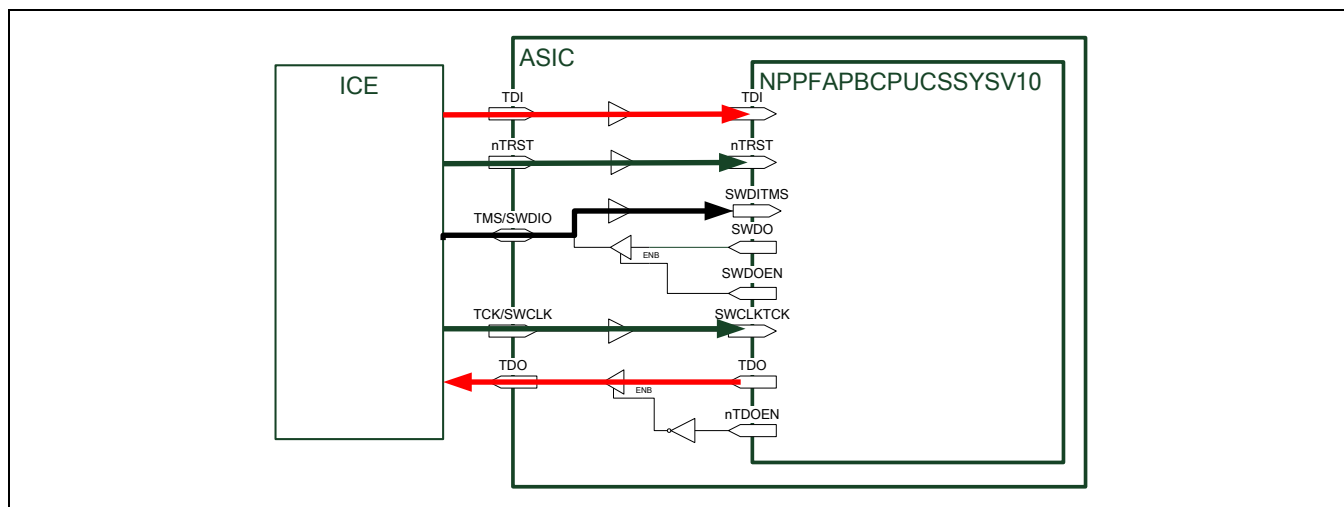 ASIC
ICE
NPPFAPBCPUCSSYSV10
TDI
TDI
nTRST
nTRST
SWDITMS
TMS/SWDIO
SWDO
ENB
SWDOEN
TCK/SWCLK
SWCLKTCK
TDO
TDO
ENB
nTDOEN